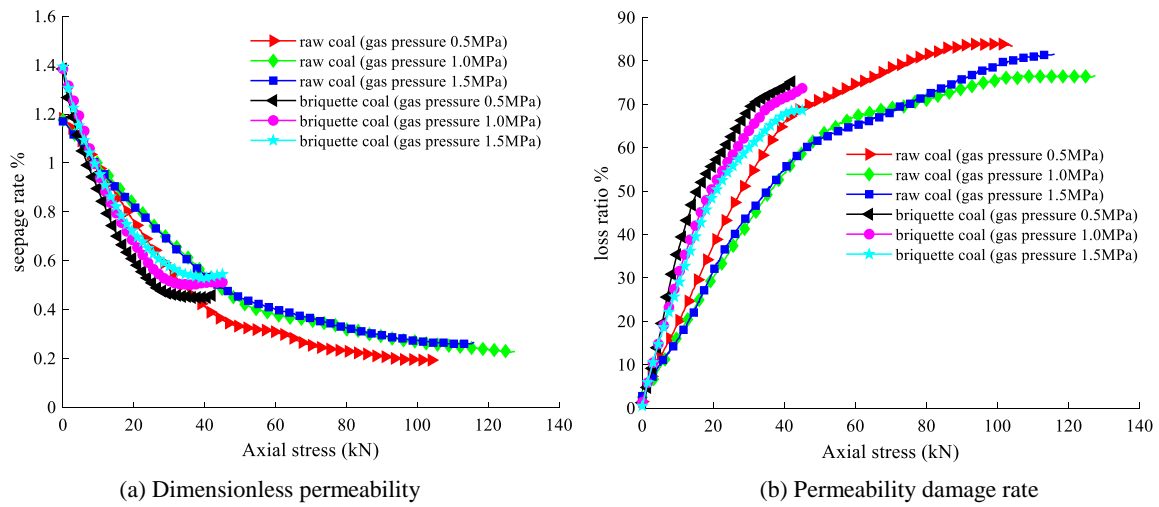 1.6
1.4
1.2
1
0.8
0.6
0.4
0.2
0
seepage rate %
raw coal (gas pressure 0.5MPa)
raw coal (gas pressure 1.0MPa)
raw coal (gas pressure 1.5MPa)
briquette coal (gas pressure 0.5MPa)
briquette coal (gas pressure 1.0MPa)
briquette coal (gas pressure 1.5MPa)
0 20 40 60 80 100 120 140
Axial stress (kN)
(a) Dimensionless permeability
90
80
70
60
50
40
30
20
10
0
loss ratio %
raw coal (gas pressure 0.5MPa)
raw coal (gas pressure 1.0MPa)
raw coal (gas pressure 1.5MPa)
briquette coal (gas pressure 0.5MPa)
briquette coal (gas pressure 1.0MPa)
briquette coal (gas pressure 1.5MPa)
0 20 40 60 80 100 120 140
Axial stress (kN)
(b) Permeability damage rate